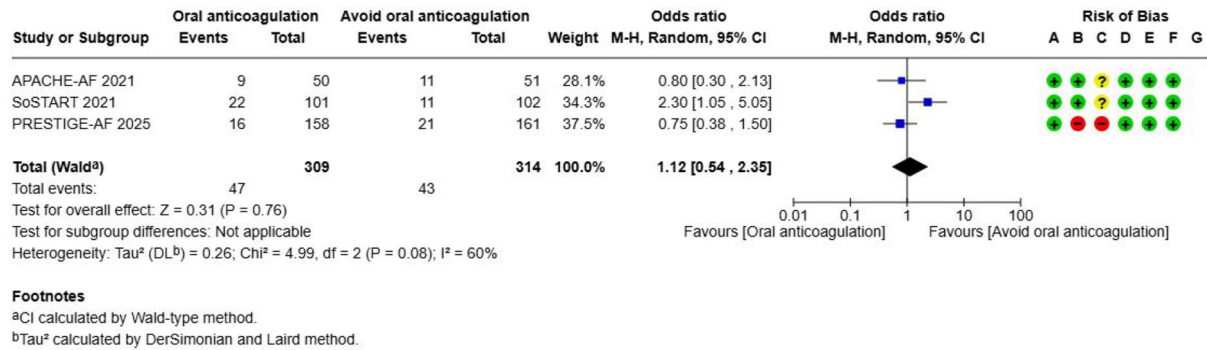 Oral anticoagulation Avoid oral anticoagulation Odds ratio Odds ratio Risk of Bias
Study or Subgroup Events Total Events Total Weight M-H, Random, 95% CI M-H, Random, 95% CI A B C D E F G
APACHE-AF 2021 9 50 11 51 28.1% 0.80 [0.30 , 2.13] + + ? + + +
SoSTART 2021 22 101 11 102 34.3% 2.30 [1.05 , 5.05] + + ? + + +
PRESTIGE-AF 2025 16 158 21 161 37.5% 0.75 [0.38 , 1.50] + − − + + +
Total (Waldᵃ) 309 314 100.0% 1.12 [0.54 , 2.35]
Total events: 47 43
Test for overall effect: Z = 0.31 (P = 0.76)
0.01 0.1 1 10 100
Test for subgroup differences: Not applicable
Favours [Oral anticoagulation] Favours [Avoid oral anticoagulation]
Heterogeneity: Tau² (DLᵇ) = 0.26; Chi² = 4.99, df = 2 (P = 0.08); I² = 60%
Footnotes
ᵃCI calculated by Wald-type method.
ᵇTau² calculated by DerSimonian and Laird method.